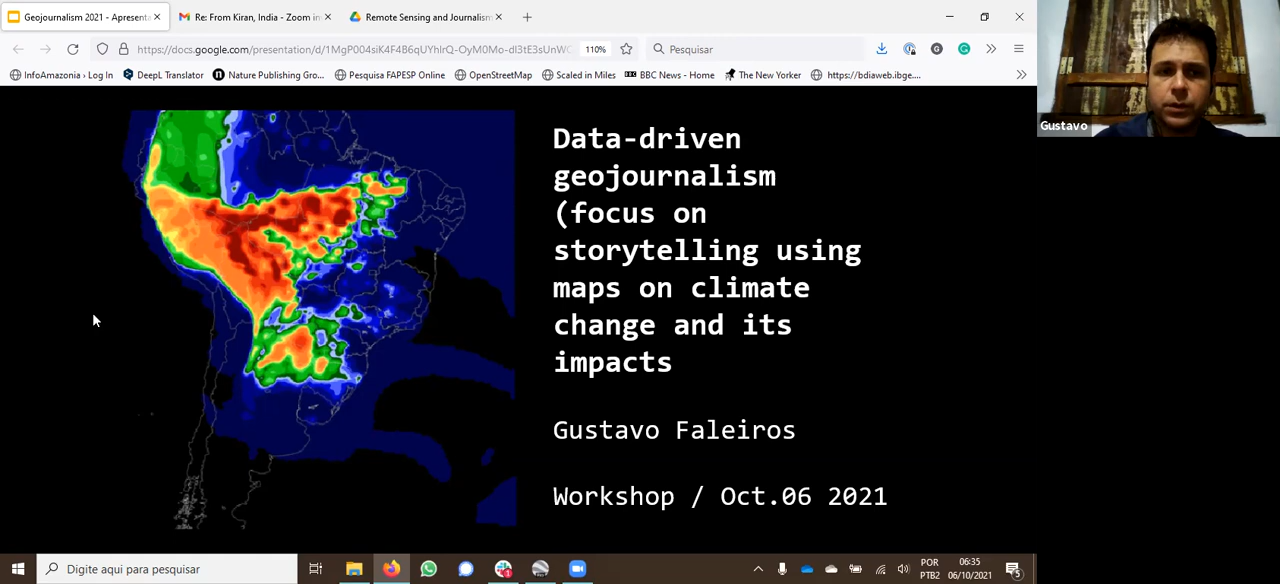 Geojournalism 2021 - Apresenta
Re: From Kiran, India - Zoom in
Remote Sensing and Journalism
https://docs.google.com/presentation/d/1MgP004siK4F486qUYhIrQ-OyM0Mo-dI3tE3sUnWC
110%
Pesquisar
InfoAmazonia › Log In
DeepL Translator
Nature Publishing Gro...
Pesquisa FAPESP Online
OpenStreetMap
Scaled in Miles
BBC News - Home
The New Yorker
https://bdiaweb.ibge....
Gustavo
Data-driven
geojournalism
(focus on
storytelling using
maps on climate
change and its
impacts
Gustavo Faleiros
Workshop / Oct.06 2021
Digite aqui para pesquisar
POR
PTB2
06:35
06/10/2021
5